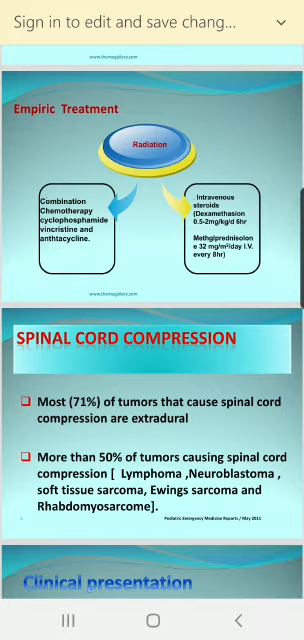 Sign in to edit and save chang...
www.themegallery.com
Empiric Treatment
Radiation
Combination
Chemotherapy
cyclophosphamide
vincristine and
anthtacycline.
. Intravenous
steroids
(Dexamethasion
0.5-2mg/kg/d 6hr
Methglprednisolon
e 32 mg/m²/day I.V.
every 8hr)
www.themegallery.com
SPINAL CORD COMPRESSION
Most (71%) of tumors that cause spinal cord
compression are extradural
More than 50% of tumors causing spinal cord
compression [ Lymphoma ,Neuroblastoma ,
soft tissue sarcoma, Ewings sarcoma and
Rhabdomyosarcome].
Pediatric Emergency Medicine Reports / May 2011
Clinical presentation